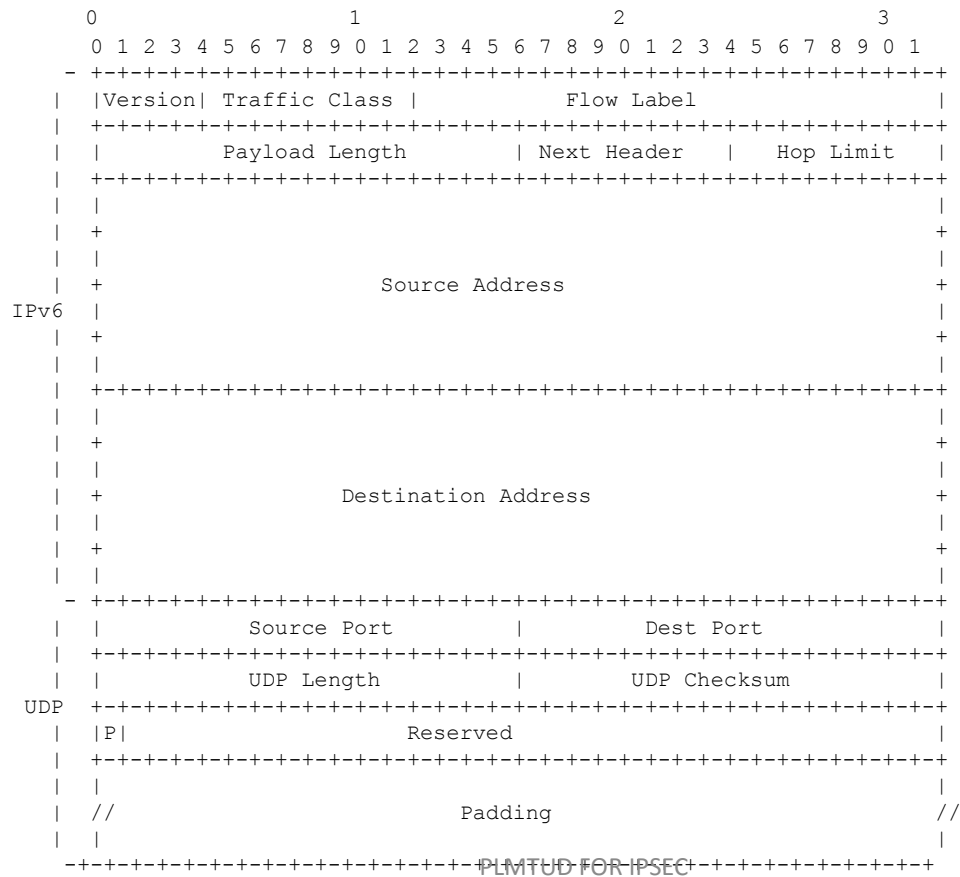 0                   1                   2                   3
0 1 2 3 4 5 6 7 8 9 0 1 2 3 4 5 6 7 8 9 0 1 2 3 4 5 6 7 8 9 0 1
- +-+-+-+-+-+-+-+-+-+-+-+-+-+-+-+-+-+-+-+-+-+-+-+-+-+-+-+-+-+-+-+-+
| |Version| Traffic Class |           Flow Label                  |
| +-+-+-+-+-+-+-+-+-+-+-+-+-+-+-+-+-+-+-+-+-+-+-+-+-+-+-+-+-+-+-+-+
| |         Payload Length        | Next Header   |   Hop Limit   |
| +-+-+-+-+-+-+-+-+-+-+-+-+-+-+-+-+-+-+-+-+-+-+-+-+-+-+-+-+-+-+-+-+
| |                                                               |
| +                                                               +
| |                                                               |
| +                     Source Address                            +
IPv6 |                                                               |
| +                                                               +
| |                                                               |
| +-+-+-+-+-+-+-+-+-+-+-+-+-+-+-+-+-+-+-+-+-+-+-+-+-+-+-+-+-+-+-+-+
| |                                                               |
| +                                                               +
| |                                                               |
| +                  Destination Address                          +
| |                                                               |
| +                                                               +
| |                                                               |
- +-+-+-+-+-+-+-+-+-+-+-+-+-+-+-+-+-+-+-+-+-+-+-+-+-+-+-+-+-+-+-+-+
| |           Source Port         |         Dest Port             |
| +-+-+-+-+-+-+-+-+-+-+-+-+-+-+-+-+-+-+-+-+-+-+-+-+-+-+-+-+-+-+-+-+
| |           UDP Length          |        UDP Checksum           |
UDP +-+-+-+-+-+-+-+-+-+-+-+-+-+-+-+-+-+-+-+-+-+-+-+-+-+-+-+-+-+-+-+-+
| |P|                     Reserved                                |
| +-+-+-+-+-+-+-+-+-+-+-+-+-+-+-+-+-+-+-+-+-+-+-+-+-+-+-+-+-+-+-+-+
| |                                                               |
| //                          Padding                             //
| |                                                               |
-+-+-+-+-+-+-+-+-+-+-+-+-+-+-+-+-+-+-+-+-+-+-+-+-+-+-+-+-+-+-+-+-+
PLMTUD FOR IPSEC